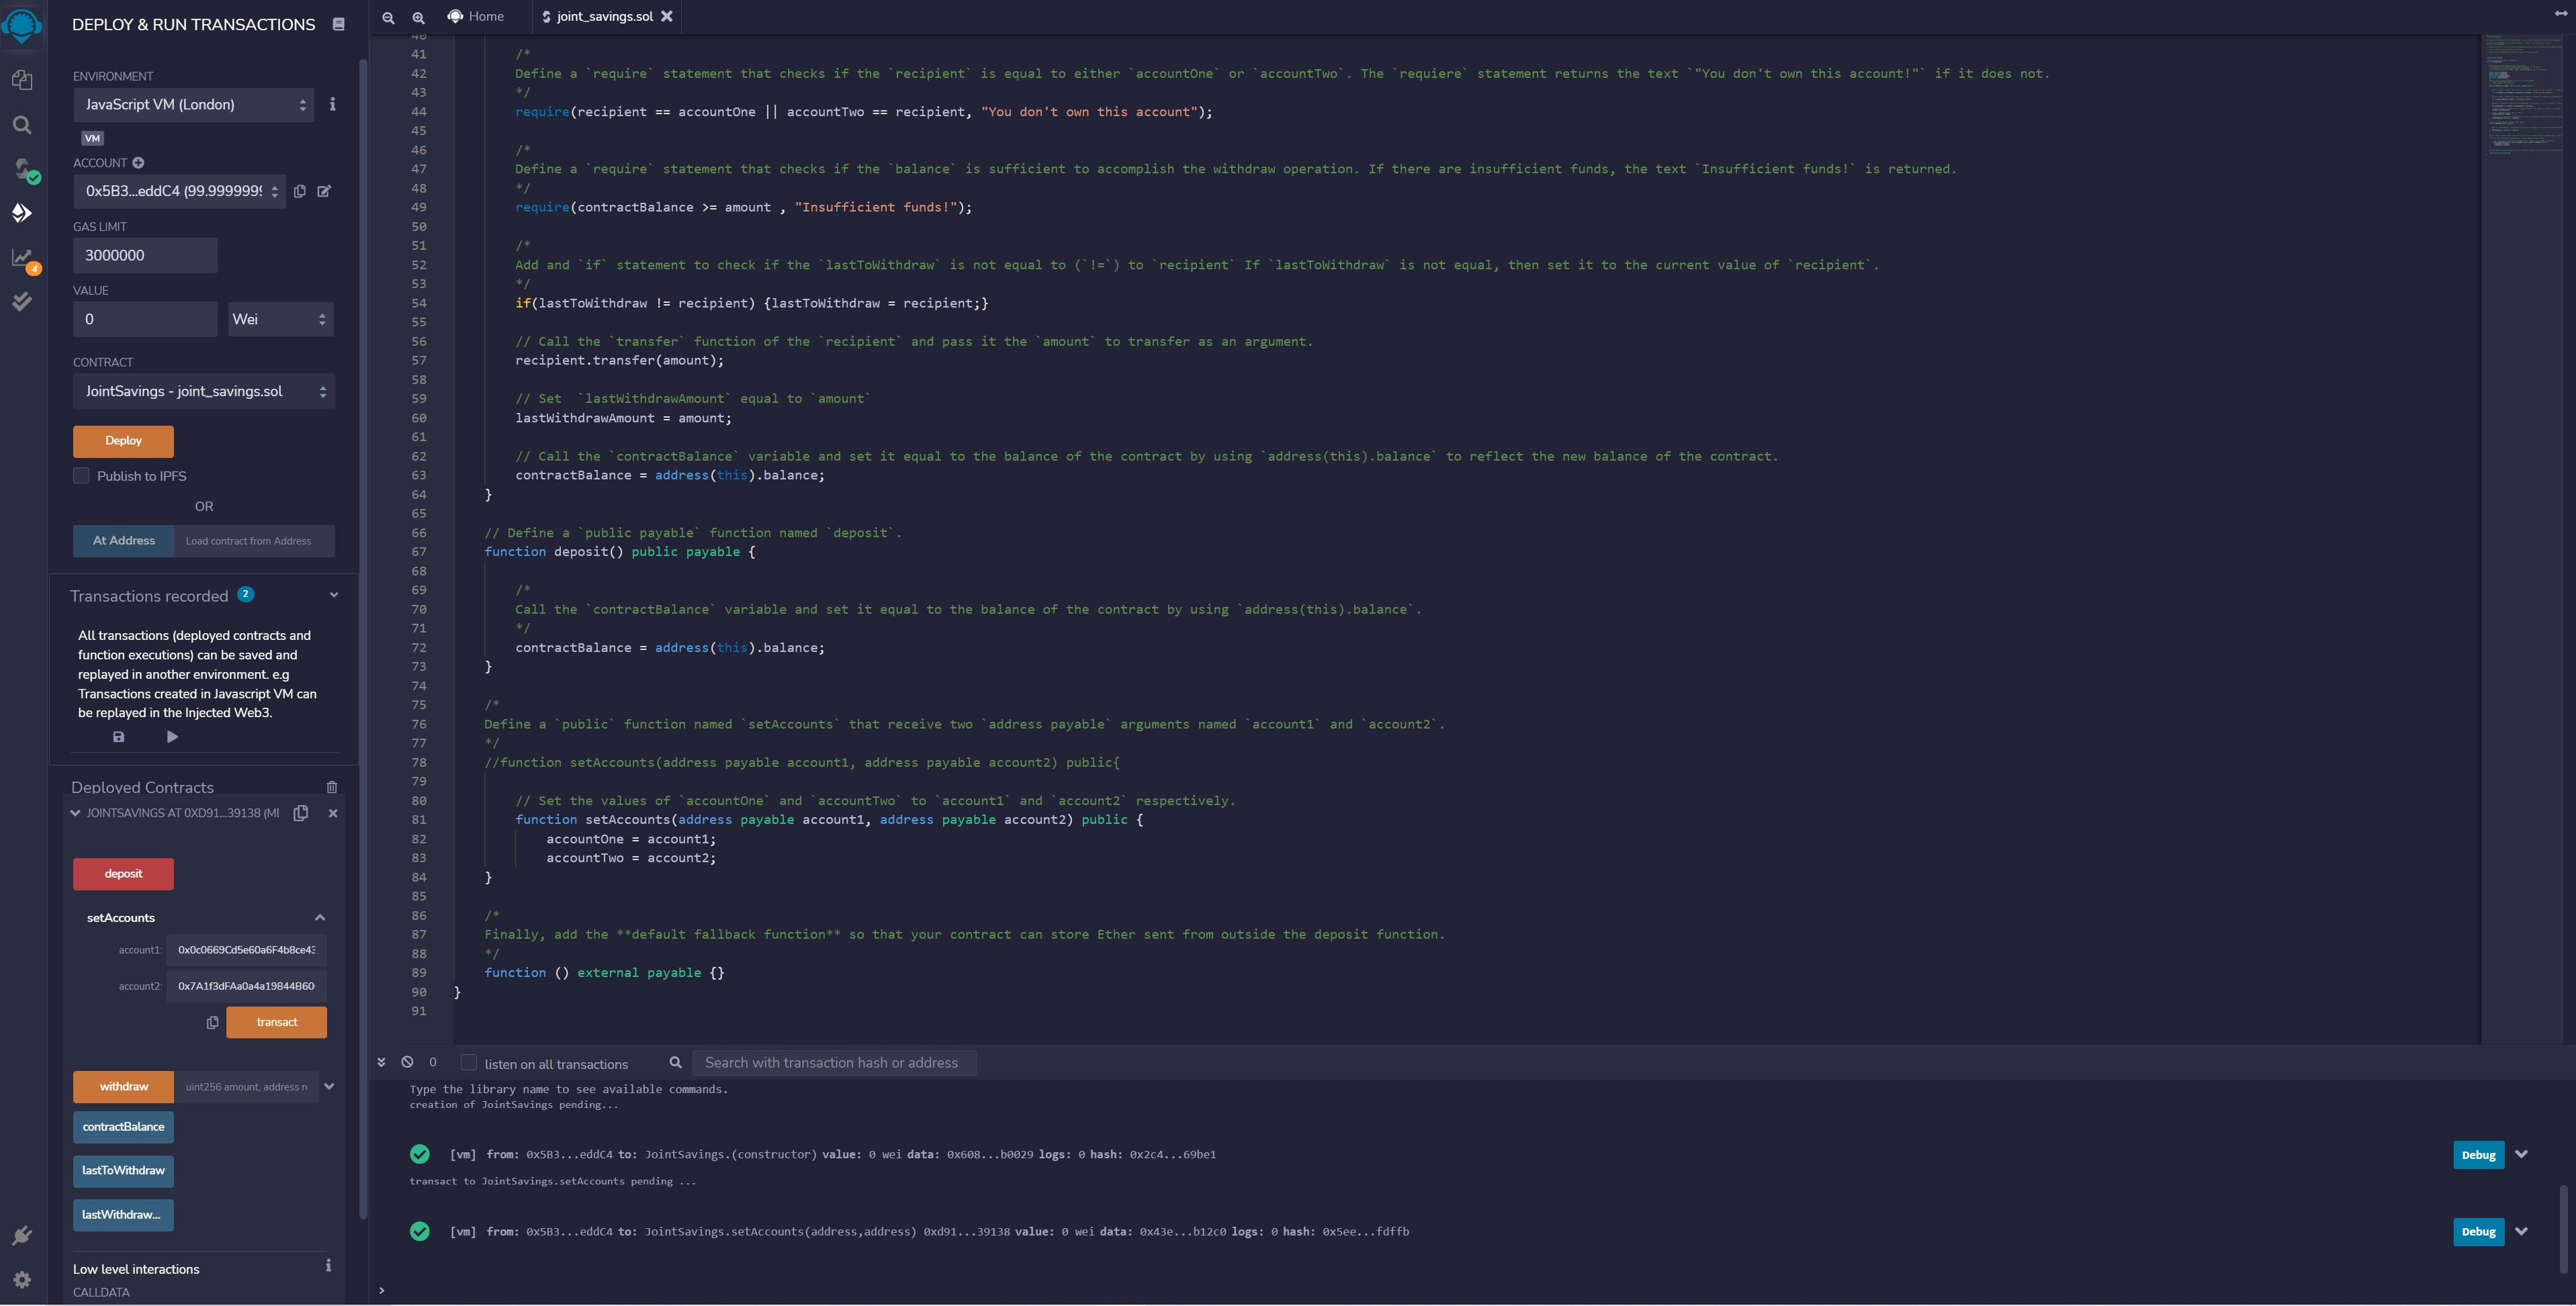 DEPLOY & RUN TRANSACTIONS
ENVIRONMENT
JavaScript VM (London)
VM
ACCOUNT
0x5B3...eddC4 (99.9999999
GAS LIMIT
3000000
VALUE
0
Wei
CONTRACT
JointSavings - joint_savings.sol
Deploy
Publish to IPFS
OR
At Address
Load contract from Address
Transactions recorded 2
All transactions (deployed contracts and
function executions) can be saved and
replayed in another environment. e.g
Transactions created in Javascript VM can
be replayed in the Injected Web3.
Deployed Contracts
JOINTSAVINGS AT 0XD91...39138 (MI
deposit
setAccounts
account1: 0x0c0669Cd5e60a6F4b8ce43
account2: 0x7A1f3dFAa0a4a19844B60
transact
withdraw
uint256 amount, address re
contractBalance
lastToWithdraw
lastWithdraw...
Low level interactions
CALLDATA
4
Home
joint_savings.sol
40
41 /*
42 Define a `require` statement that checks if the `recipient` is equal to either `accountOne` or `accountTwo`. The `requiere` statement returns the text `"You don't own this account!"` if it does not.
43 */
44 require(recipient == accountOne || accountTwo == recipient, "You don't own this account");
45
46 /*
47 Define a `require` statement that checks if the `balance` is sufficient to accomplish the withdraw operation. If there are insufficient funds, the text `Insufficient funds!` is returned.
48 */
49 require(contractBalance >= amount , "Insufficient funds!");
50
51 /*
52 Add and `if` statement to check if the `lastToWithdraw` is not equal to (`!=`) to `recipient` If `lastToWithdraw` is not equal, then set it to the current value of `recipient`.
53 */
54 if(lastToWithdraw != recipient) {lastToWithdraw = recipient;}
55
56 // Call the `transfer` function of the `recipient` and pass it the `amount` to transfer as an argument.
57 recipient.transfer(amount);
58
59 // Set  `lastWithdrawAmount` equal to `amount`
60 lastWithdrawAmount = amount;
61
62 // Call the `contractBalance` variable and set it equal to the balance of the contract by using `address(this).balance` to reflect the new balance of the contract.
63 contractBalance = address(this).balance;
64 }
65
66 // Define a `public payable` function named `deposit`.
67 function deposit() public payable {
68
69 /*
70 Call the `contractBalance` variable and set it equal to the balance of the contract by using `address(this).balance`.
71 */
72 contractBalance = address(this).balance;
73 }
74
75 /*
76 Define a `public` function named `setAccounts` that receive two `address payable` arguments named `account1` and `account2`.
77 */
78 //function setAccounts(address payable account1, address payable account2) public{
79
80 // Set the values of `accountOne` and `accountTwo` to `account1` and `account2` respectively.
81 function setAccounts(address payable account1, address payable account2) public {
82 accountOne = account1;
83 accountTwo = account2;
84 }
85
86 /*
87 Finally, add the **default fallback function** so that your contract can store Ether sent from outside the deposit function.
88 */
89 function () external payable {}
90 }
91
0
listen on all transactions
Search with transaction hash or address
Type the library name to see available commands.
creation of JointSavings pending...
[vm] from: 0x5B3...eddC4 to: JointSavings.(constructor) value: 0 wei data: 0x608...b0029 logs: 0 hash: 0x2c4...69be1
Debug
transact to JointSavings.setAccounts pending ...
[vm] from: 0x5B3...eddC4 to: JointSavings.setAccounts(address,address) 0xd91...39138 value: 0 wei data: 0x43e...b12c0 logs: 0 hash: 0x5ee...fdffb
Debug
>